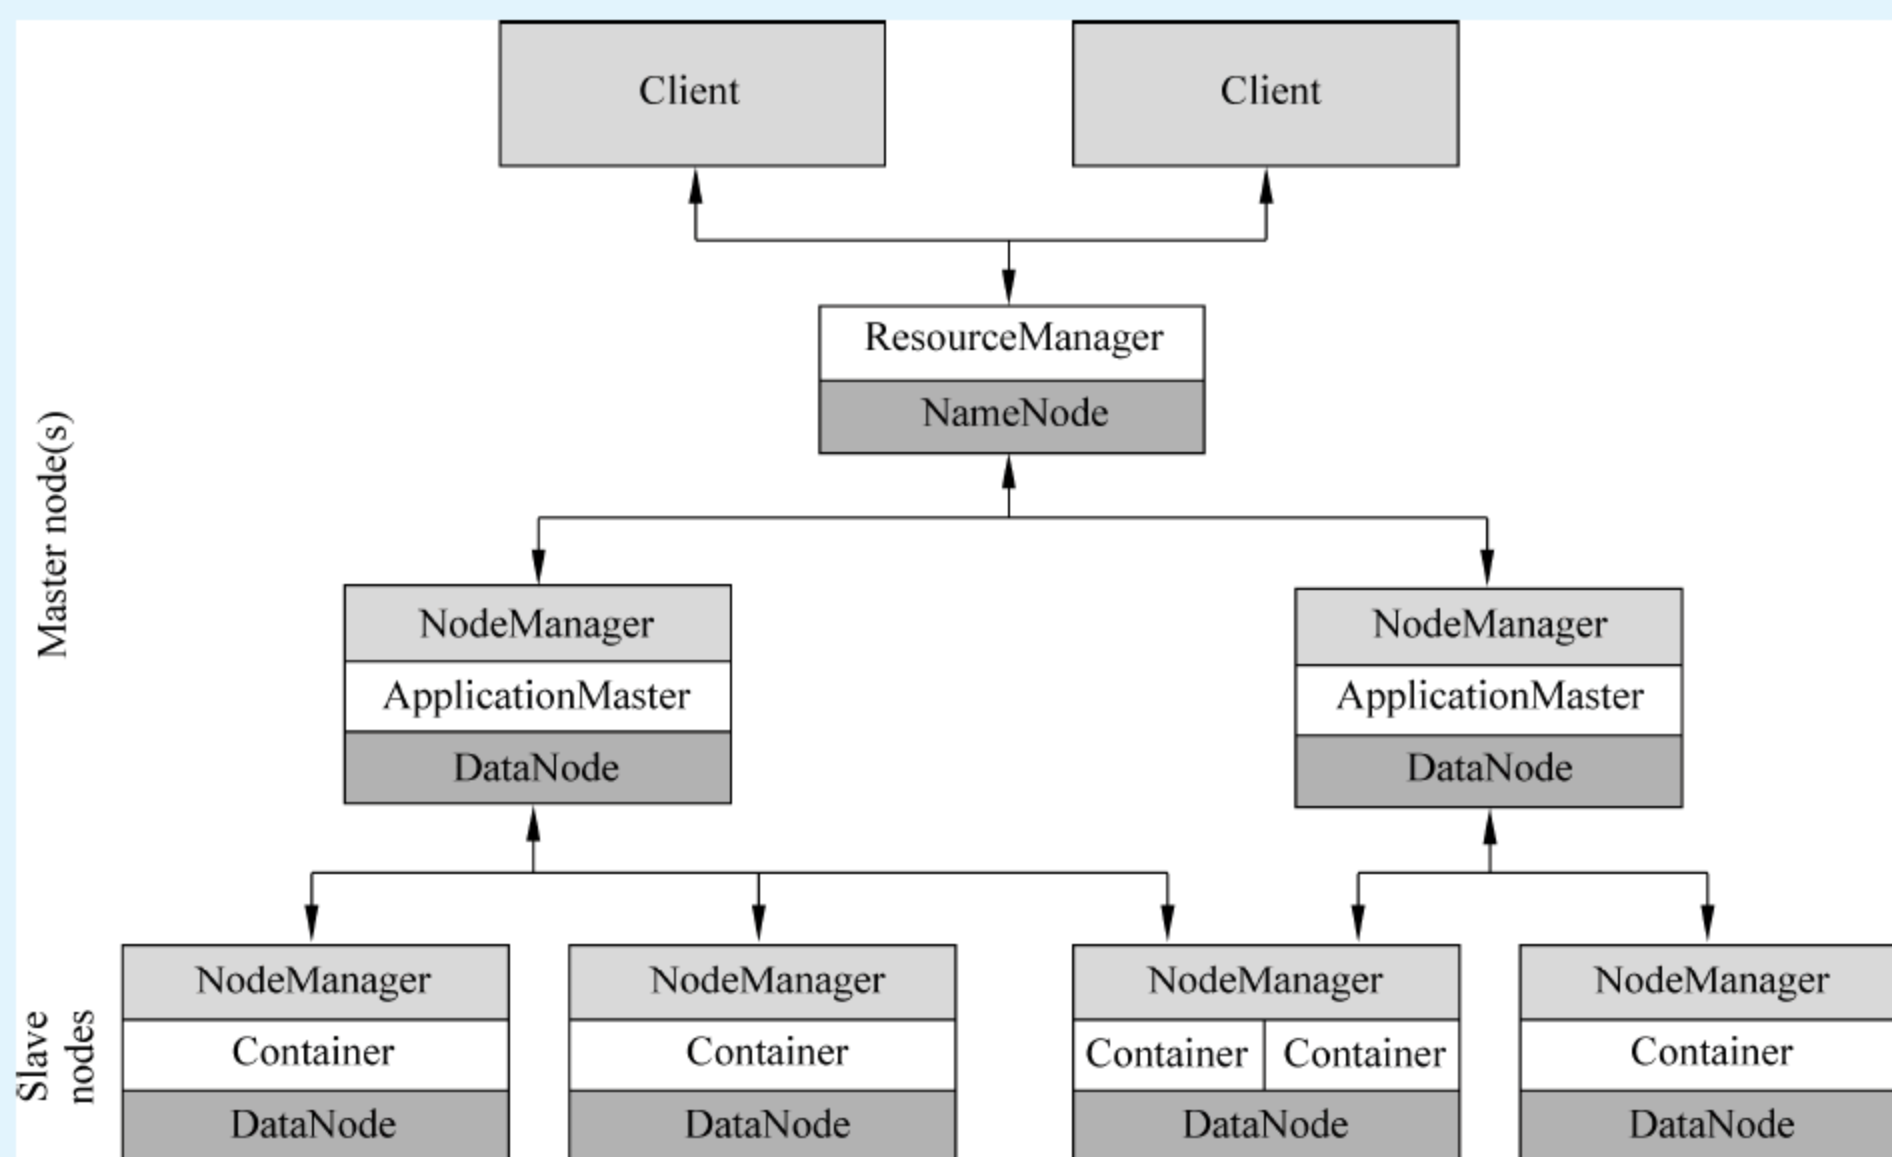 Client
Client
ResourceManager
NameNode
Master node(s)
NodeManager
ApplicationMaster
DataNode
NodeManager
ApplicationMaster
DataNode
Slave
nodes
NodeManager
Container
DataNode
NodeManager
Container
DataNode
NodeManager
Container Container
DataNode
NodeManager
Container
DataNode